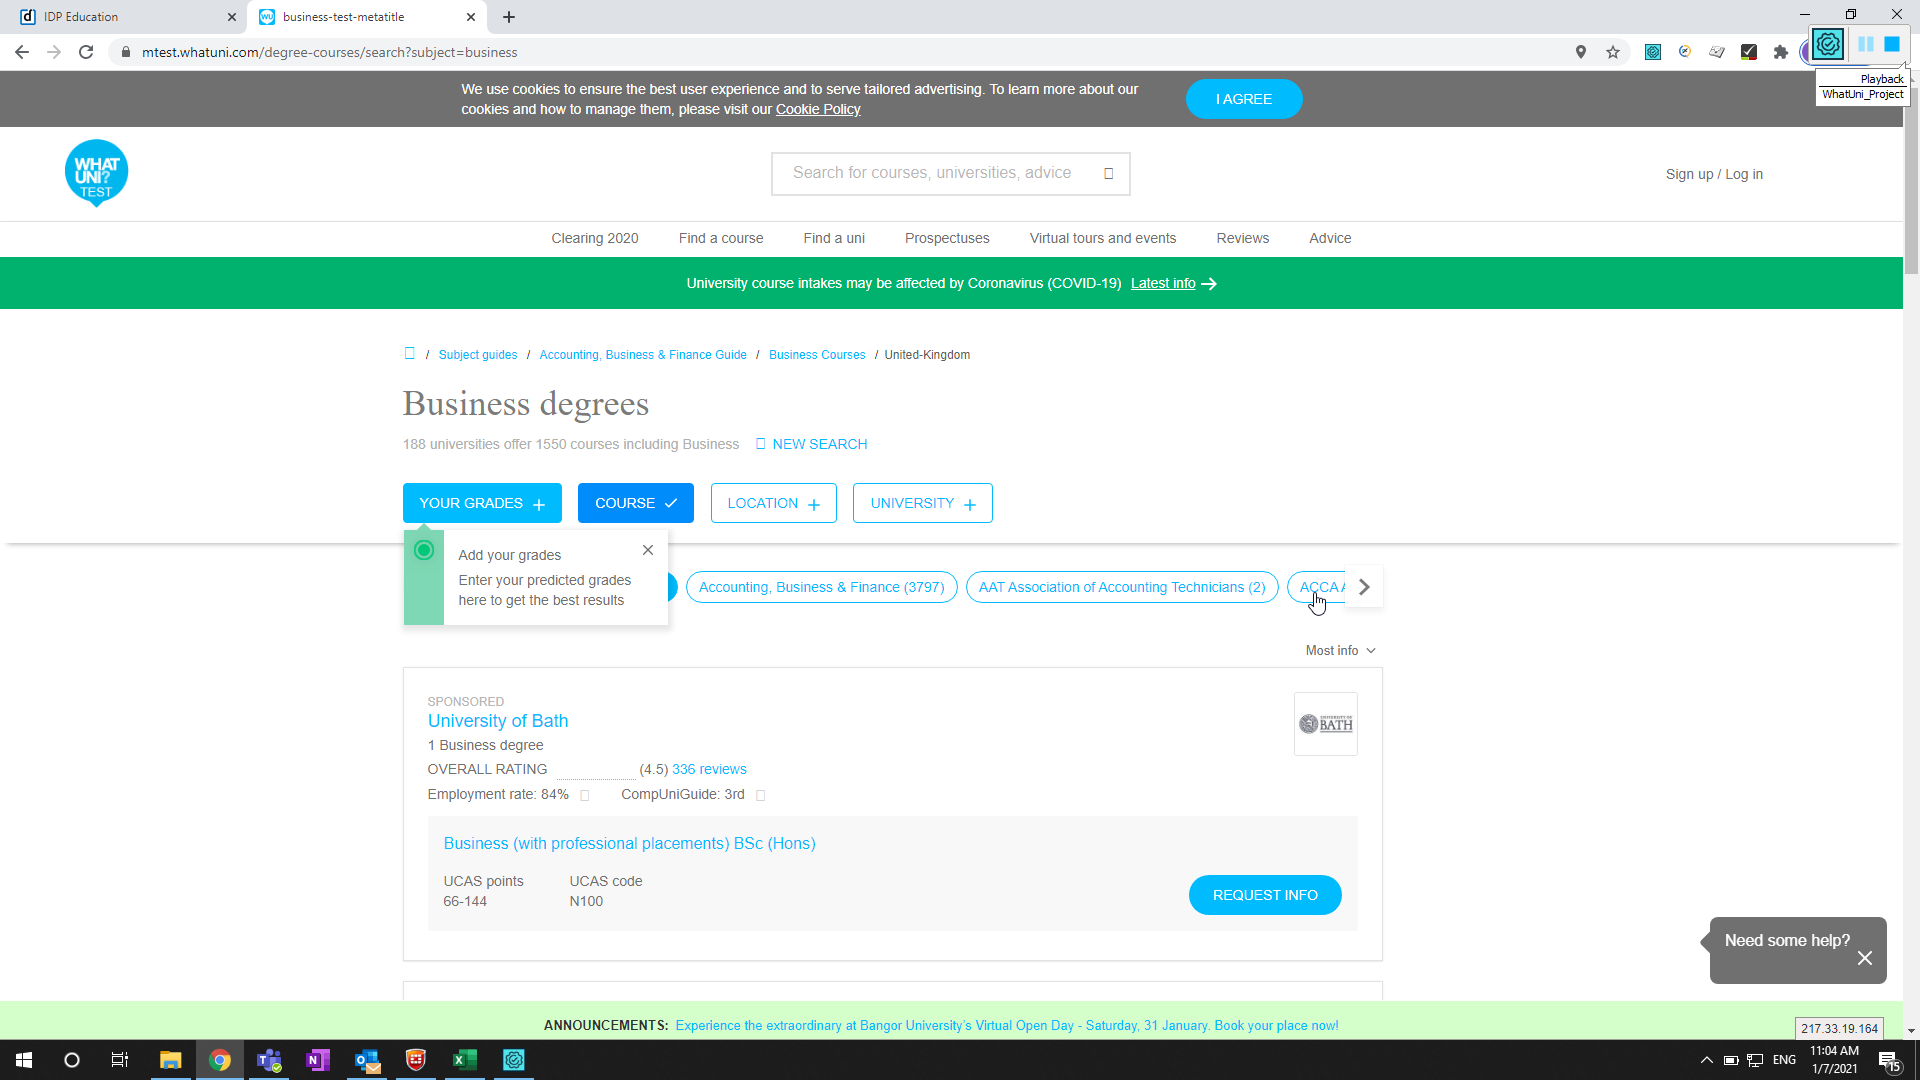 IDP Education
business-test-metatitle
mtest.whatuni.com/degree-courses/search?subject=business
Playback
WhatUni_Project
We use cookies to ensure the best user experience and to serve tailored advertising. To learn more about our
cookies and how to manage them, please visit our Cookie Policy
I AGREE
WHAT
UNI?
TEST
Search for courses, universities, advice
Sign up / Log in
Clearing 2020 Find a course Find a uni Prospectuses Virtual tours and events Reviews Advice
University course intakes may be affected by Coronavirus (COVID-19) Latest info
/ Subject guides / Accounting, Business & Finance Guide / Business Courses / United-Kingdom
Business degrees
188 universities offer 1550 courses including Business NEW SEARCH
YOUR GRADES COURSE LOCATION UNIVERSITY
Add your grades
Enter your predicted grades
here to get the best results
Accounting, Business & Finance (3797) AAT Association of Accounting Technicians (2) ACCA
Most info
SPONSORED
University of Bath
1 Business degree
OVERALL RATING (4.5) 336 reviews
Employment rate: 84% CompUniGuide: 3rd
UNIVERSITY OF
BATH
Business (with professional placements) BSc (Hons)
UCAS points UCAS code
66-144 N100
REQUEST INFO
Need some help?
ANNOUNCEMENTS: Experience the extraordinary at Bangor University's Virtual Open Day - Saturday, 31 January. Book your place now!
217.33.19.164
ENG
11:04 AM
1/7/2021
15